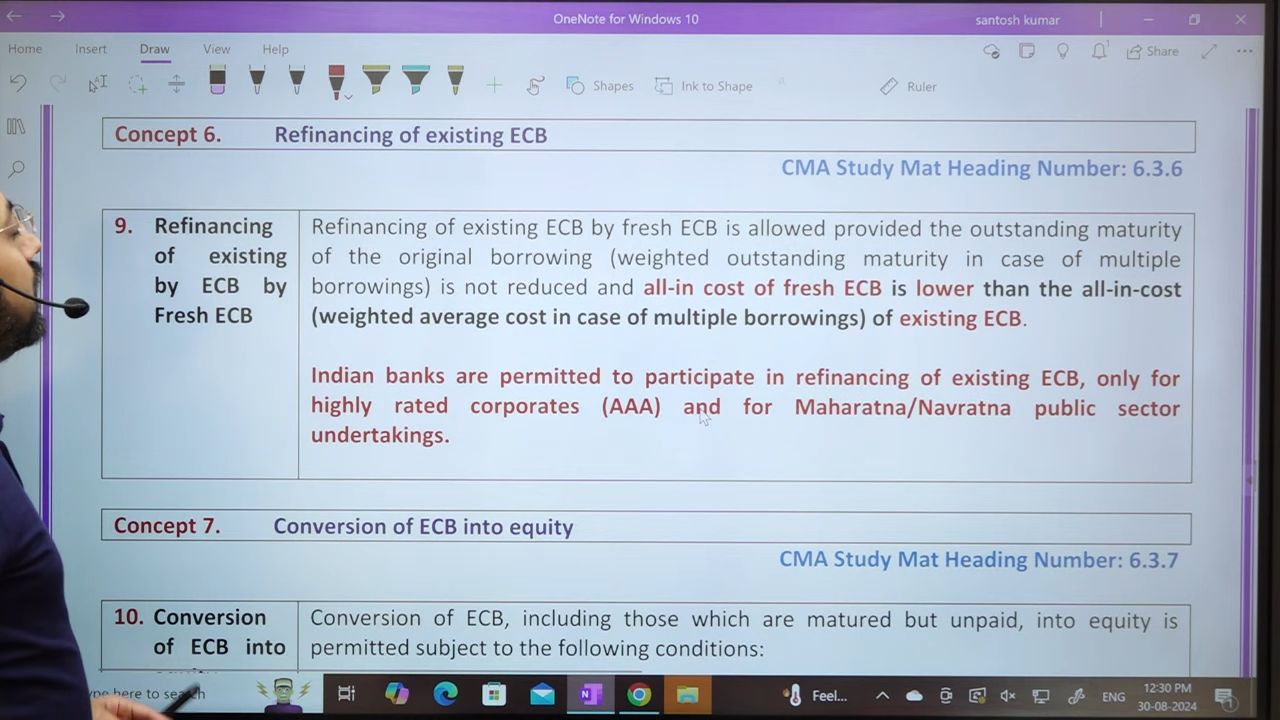 OneNote for Windows 10
santosh kumar
Home Insert Draw View Help
Share
Shapes
Ink to Shape
Ruler
Concept 6. Refinancing of existing ECB
CMA Study Mat Heading Number: 6.3.6
9. Refinancing of existing by ECB by Fresh ECB
Refinancing of existing ECB by fresh ECB is allowed provided the outstanding maturity
of the original borrowing (weighted outstanding maturity in case of multiple
borrowings) is not reduced and all-in cost of fresh ECB is lower than the all-in-cost
(weighted average cost in case of multiple borrowings) of existing ECB.
Indian banks are permitted to participate in refinancing of existing ECB, only for
highly rated corporates (AAA) and for Maharatna/Navratna public sector
undertakings.
Concept 7. Conversion of ECB into equity
CMA Study Mat Heading Number: 6.3.7
10. Conversion of ECB into
Conversion of ECB, including those which are matured but unpaid, into equity is
permitted subject to the following conditions:
here to search
Feel...
ENG
12:30 PM
30-08-2024